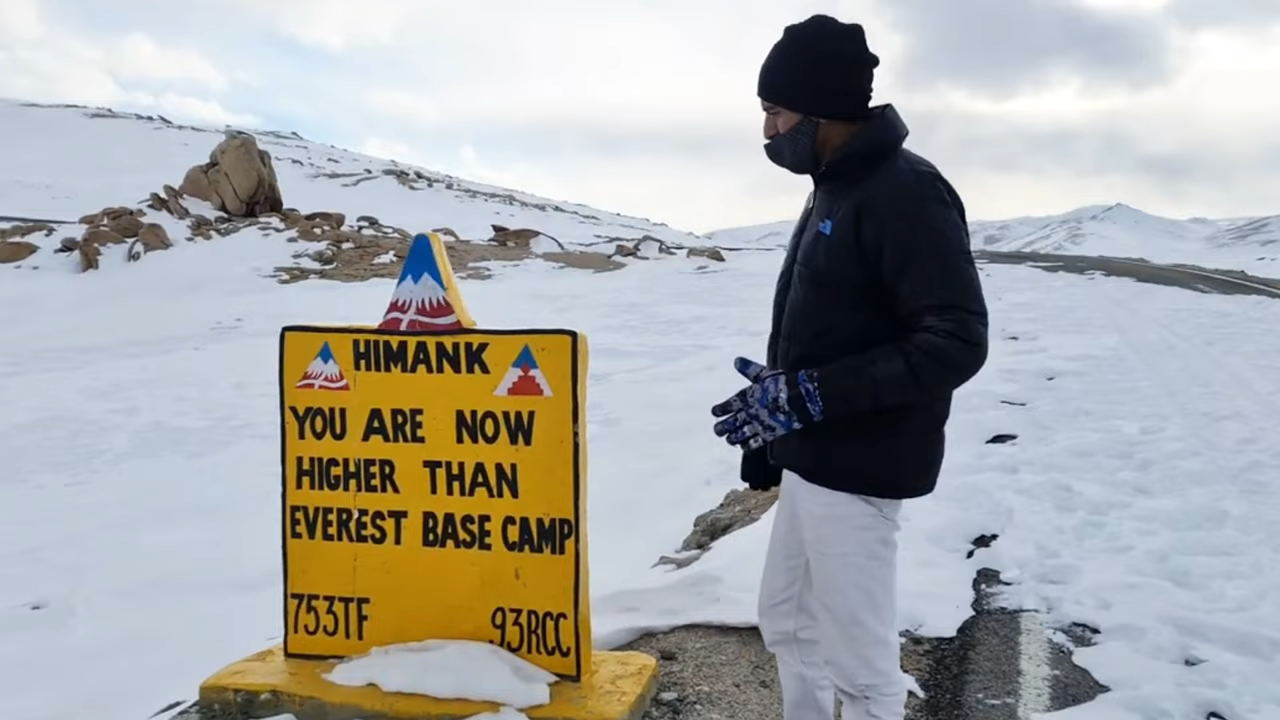 HIMANK
YOU ARE NOW
HIGHER THAN
EVEREST BASE CAMP
753TF 93RCC